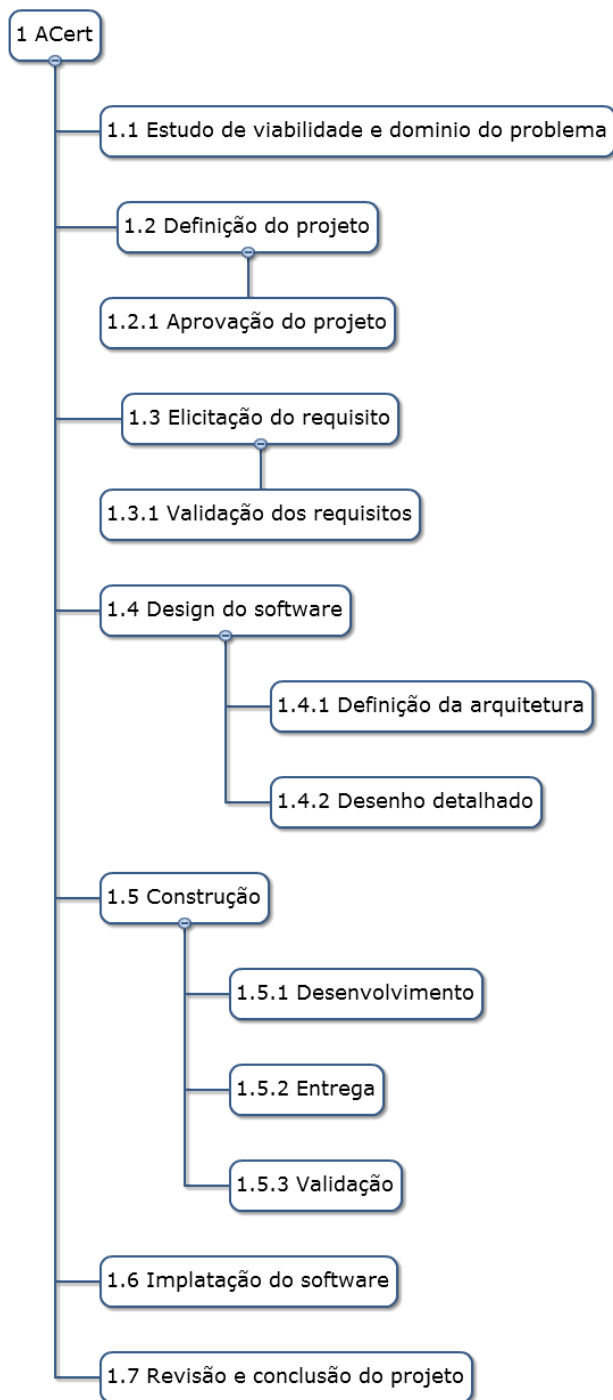 1 ACert
1.1 Estudo de viabilidade e dominio do problema
1.2 Definição do projeto
1.2.1 Aprovação do projeto
1.3 Elicitação do requisito
1.3.1 Validação dos requisitos
1.4 Design do software
1.4.1 Definição da arquitetura
1.4.2 Desenho detalhado
1.5 Construção
1.5.1 Desenvolvimento
1.5.2 Entrega
1.5.3 Validação
1.6 Implatação do software
1.7 Revisão e conclusão do projeto